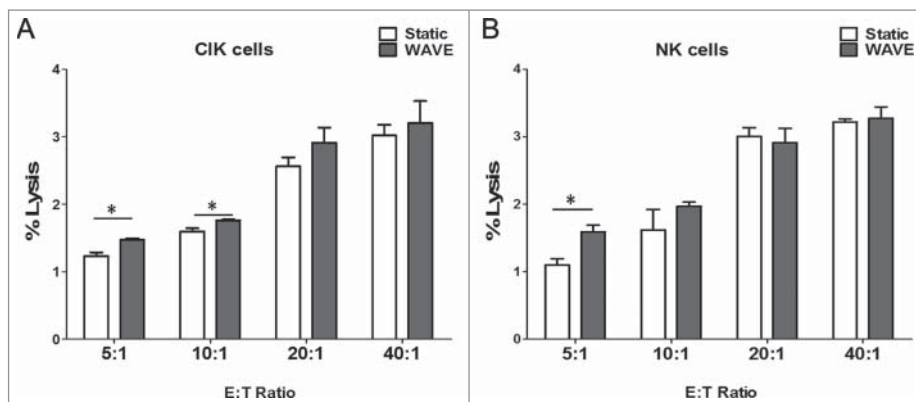 A
CIK cells
Static
WAVE
% Lysis
4
3
2
1
0
*
*
5:1
10:1
20:1
40:1
E:T Ratio
B
NK cells
Static
WAVE
% Lysis
4
3
2
1
0
*
5:1
10:1
20:1
40:1
E:T Ratio